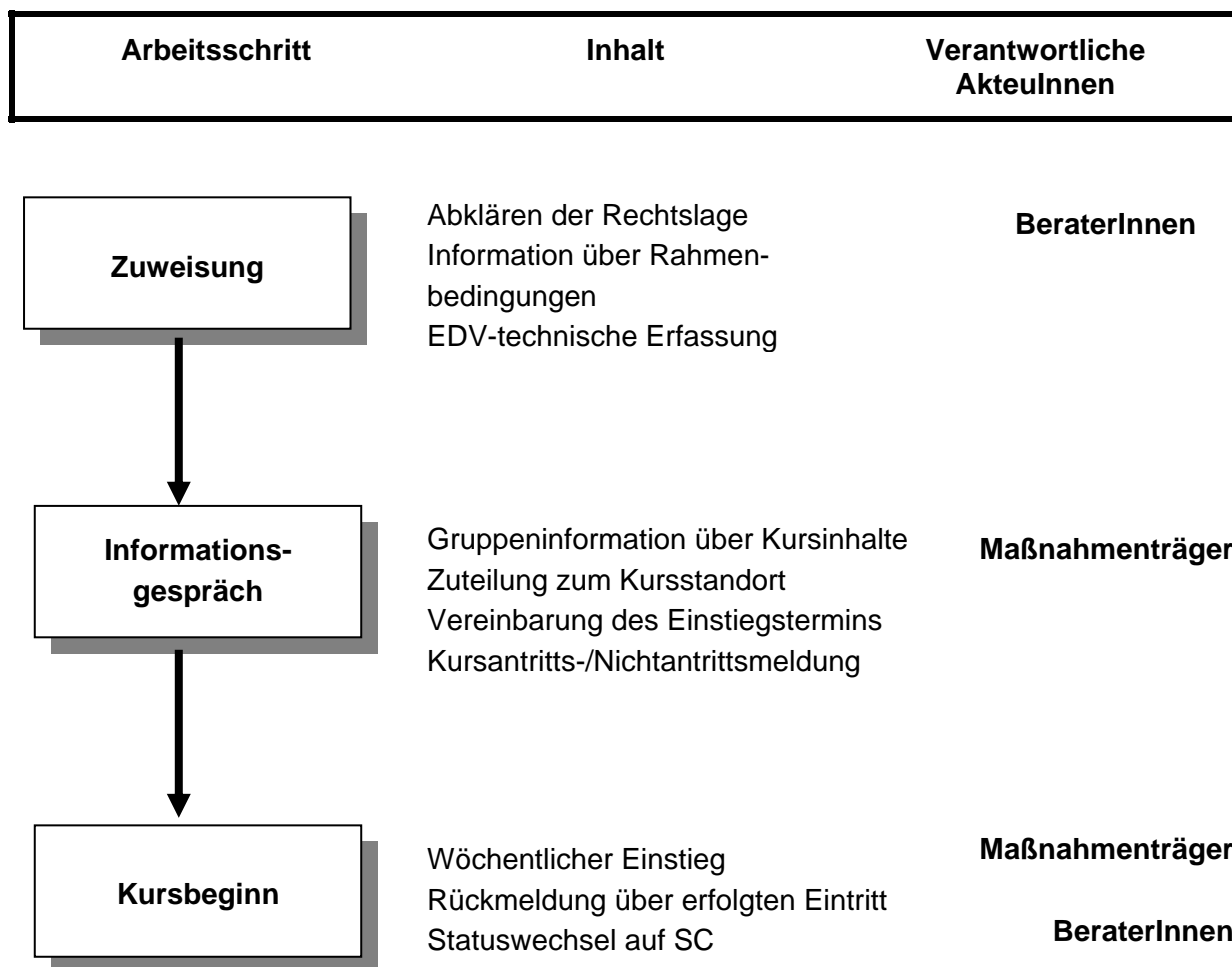 Arbeitsschritt
Inhalt
Verantwortliche
AkteuInnen
Zuweisung
Abklären der Rechtslage
Information über Rahmen-
bedingungen
EDV-technische Erfassung
BeraterInnen
Informations-
gespräch
Gruppeninformation über Kursinhalte
Zuteilung zum Kursstandort
Vereinbarung des Einstiegstermins
Kursantritts-/Nichtantrittsmeldung
Maßnahmenträger
Kursbeginn
Wöchentlicher Einstieg
Rückmeldung über erfolgten Eintritt
Statuswechsel auf SC
Maßnahmenträger
BeraterInnen